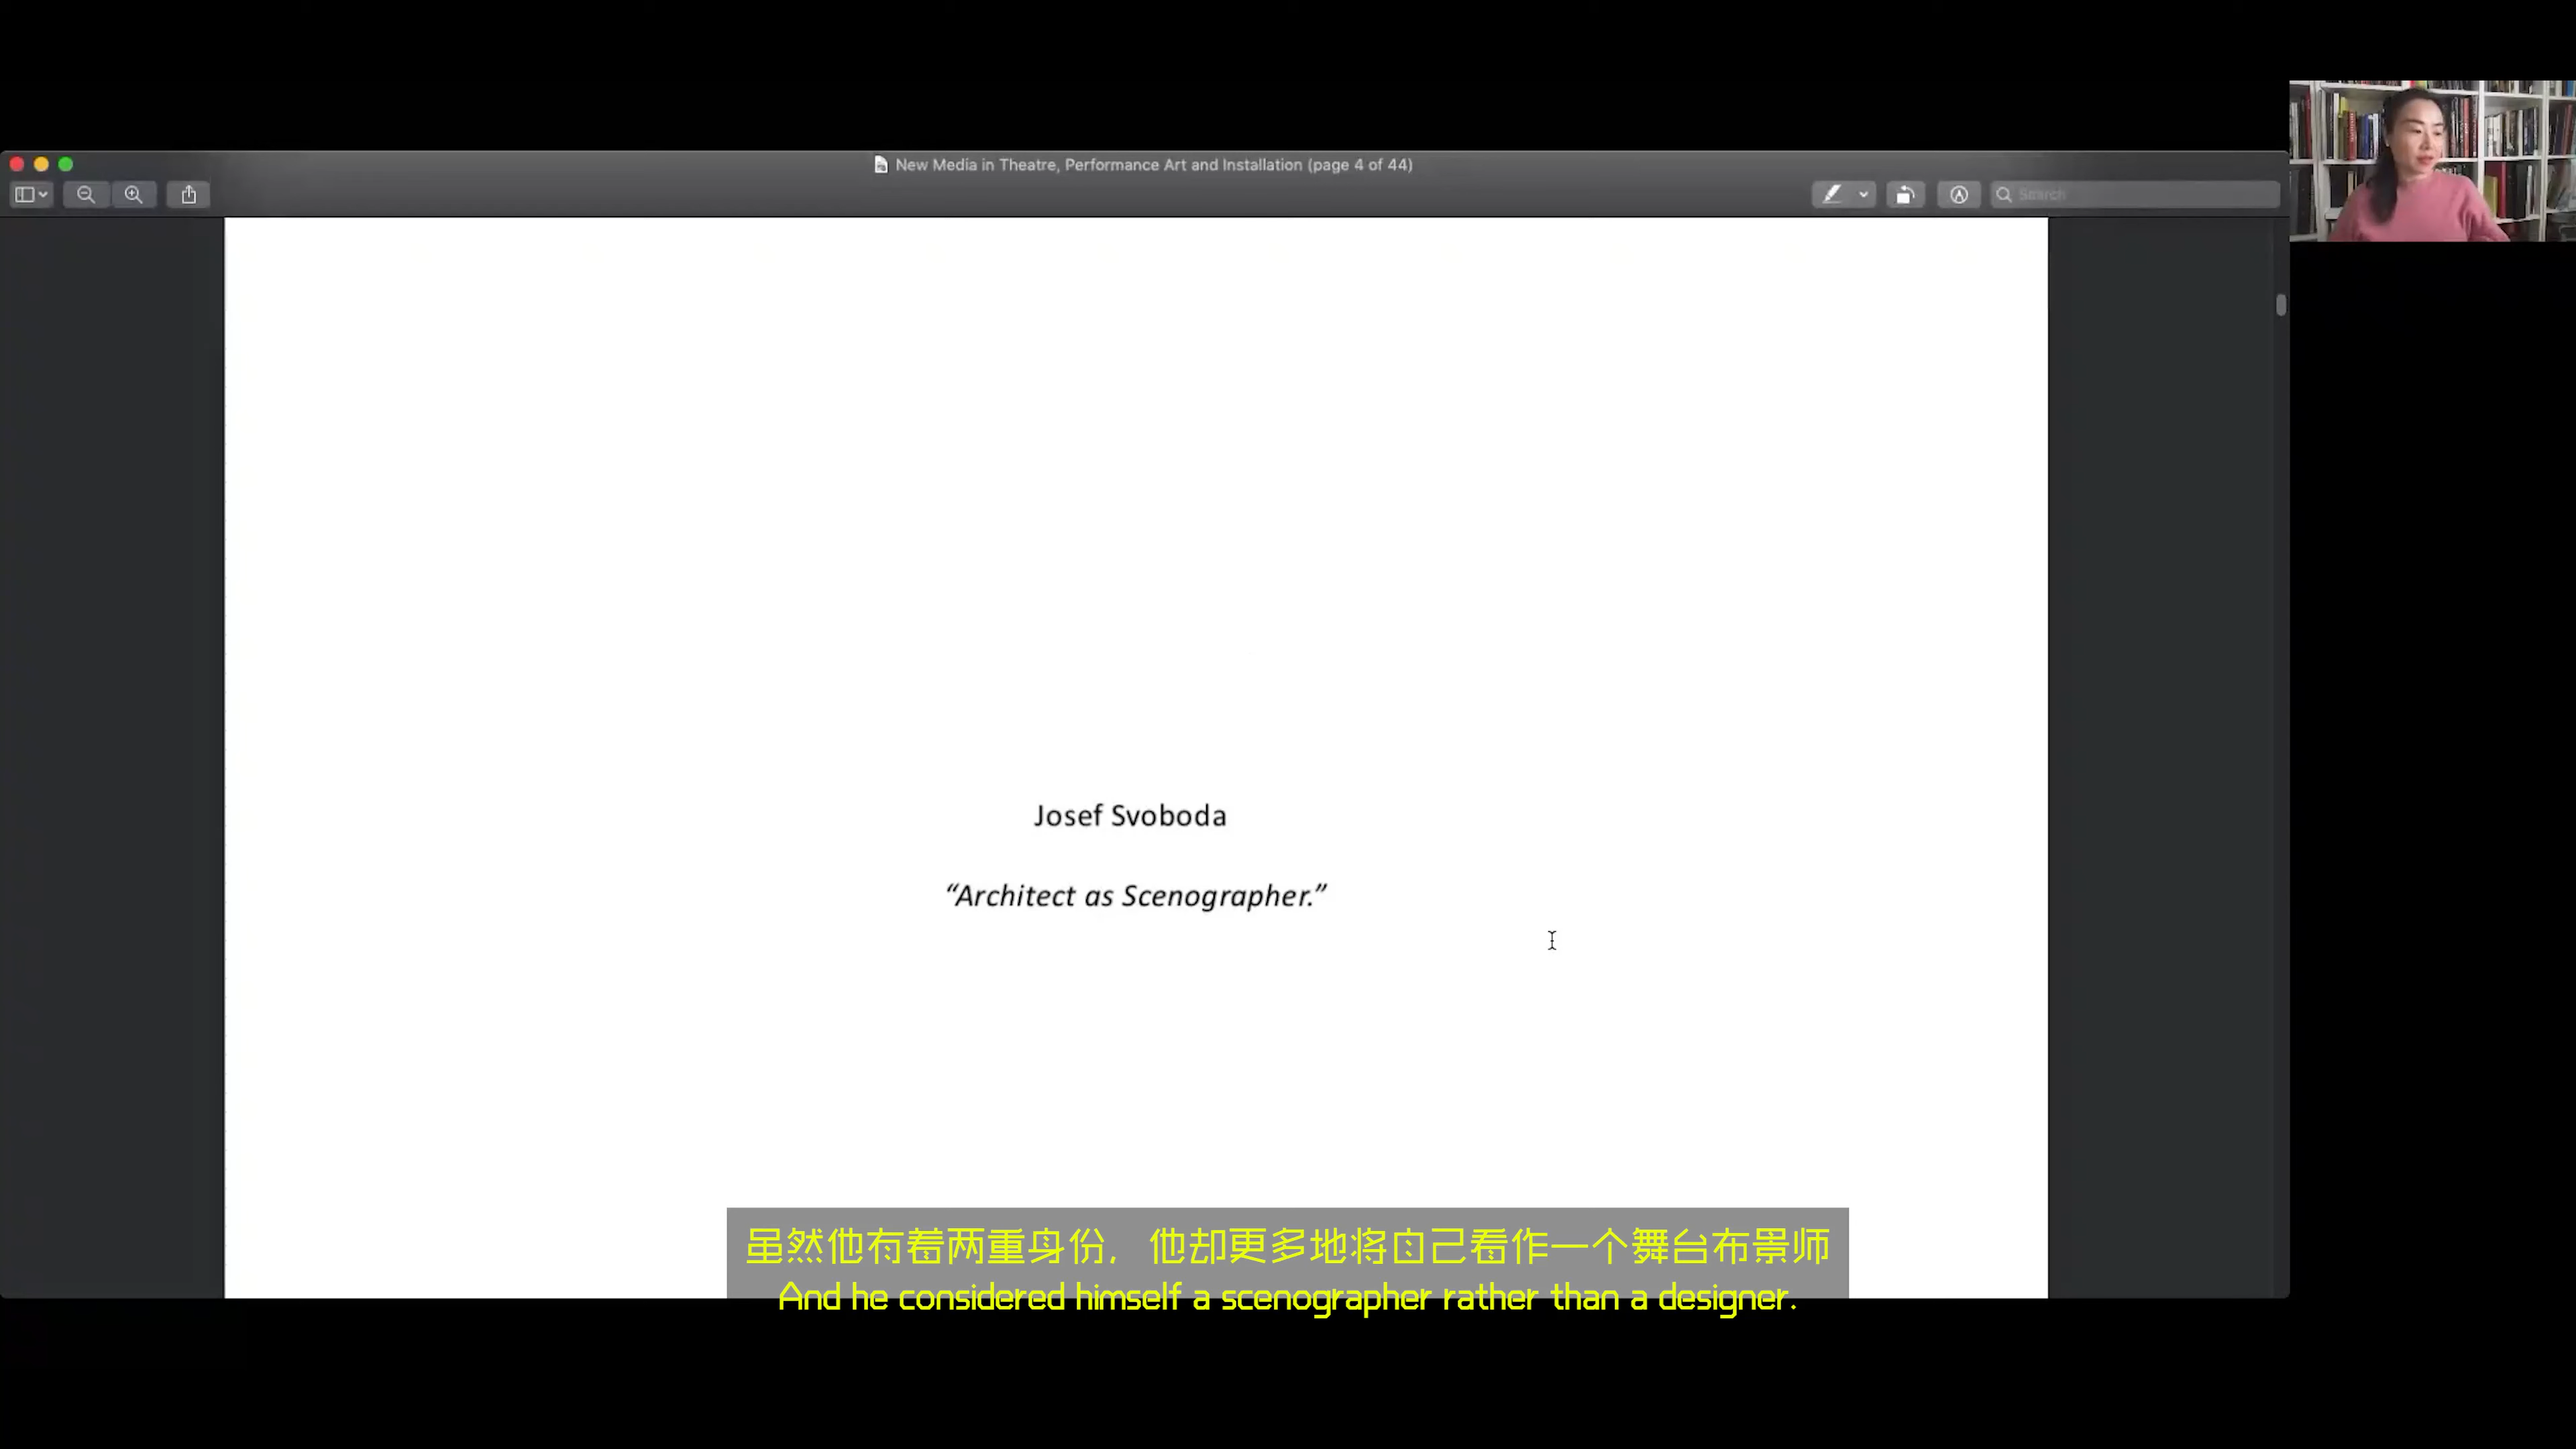 New Media in Theatre, Performance Art and Installation (page 4 of 44)
Search
Josef Svoboda
“Architect as Scenographer.”
虽然他有着两重身份，他却更多地将自己看作一个舞台布景师
And he considered himself a scenographer rather than a designer.